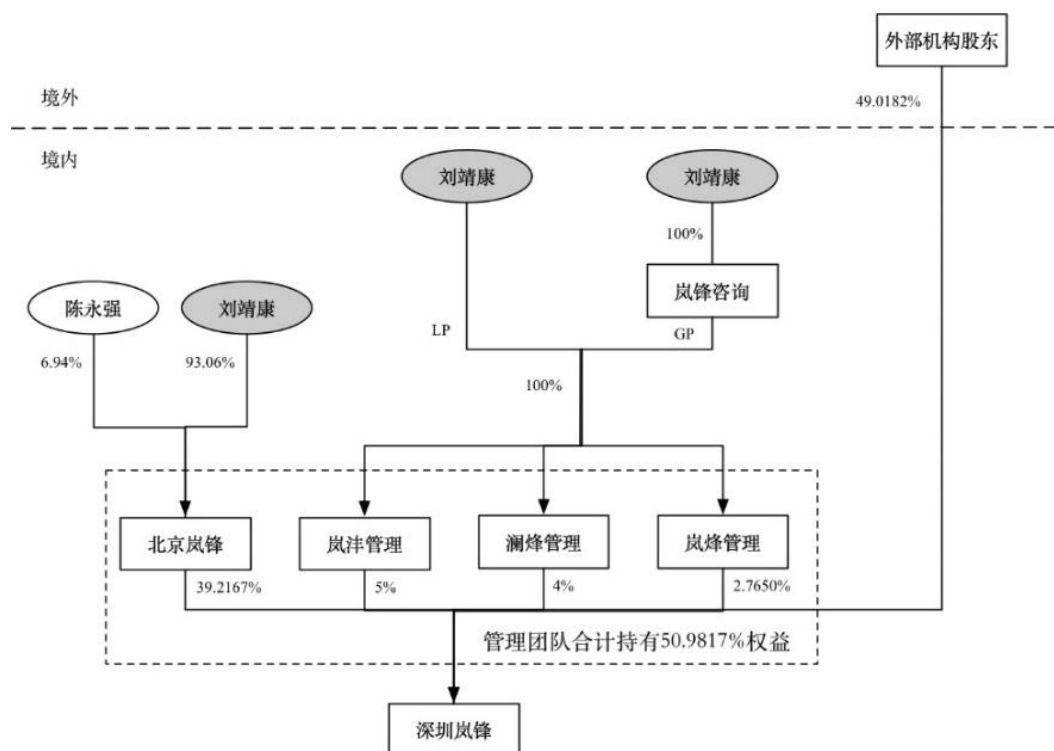 外部机构股东
境外
49.0182%
境内
刘靖康
刘靖康
100%
岚锋咨询
陈永强
刘靖康
LP
GP
6.94%
93.06%
100%
北京岚锋
岚沣管理
澜烽管理
岚烽管理
39.2167%
5%
4%
2.7650%
管理团队合计持有50.9817%权益
深圳岚锋